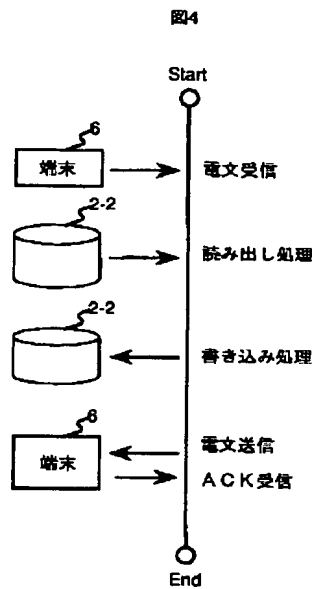 図4
Start
6
端末
電文受信
2-2
読み出し処理
2-2
書き込み処理
6
端末
電文送信
ACK受信
End